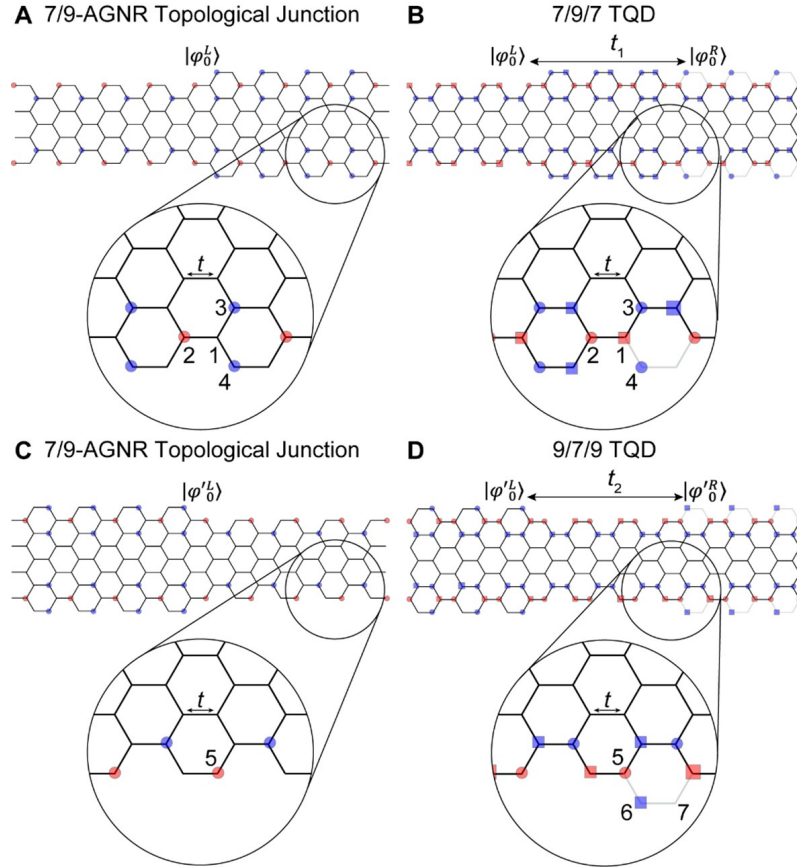 A 7/9-AGNR Topological Junction
|φ₀ᴸ⟩
t
3
2
1
4
B 7/9/7 TQD
|φ₀ᴸ⟩ t₁ |φ₀ᴿ⟩
t
3
2
1
4
C 7/9-AGNR Topological Junction
|φ′₀ᴸ⟩
t
5
D 9/7/9 TQD
|φ′₀ᴸ⟩ t₂ |φ′₀ᴿ⟩
t
5
6
7